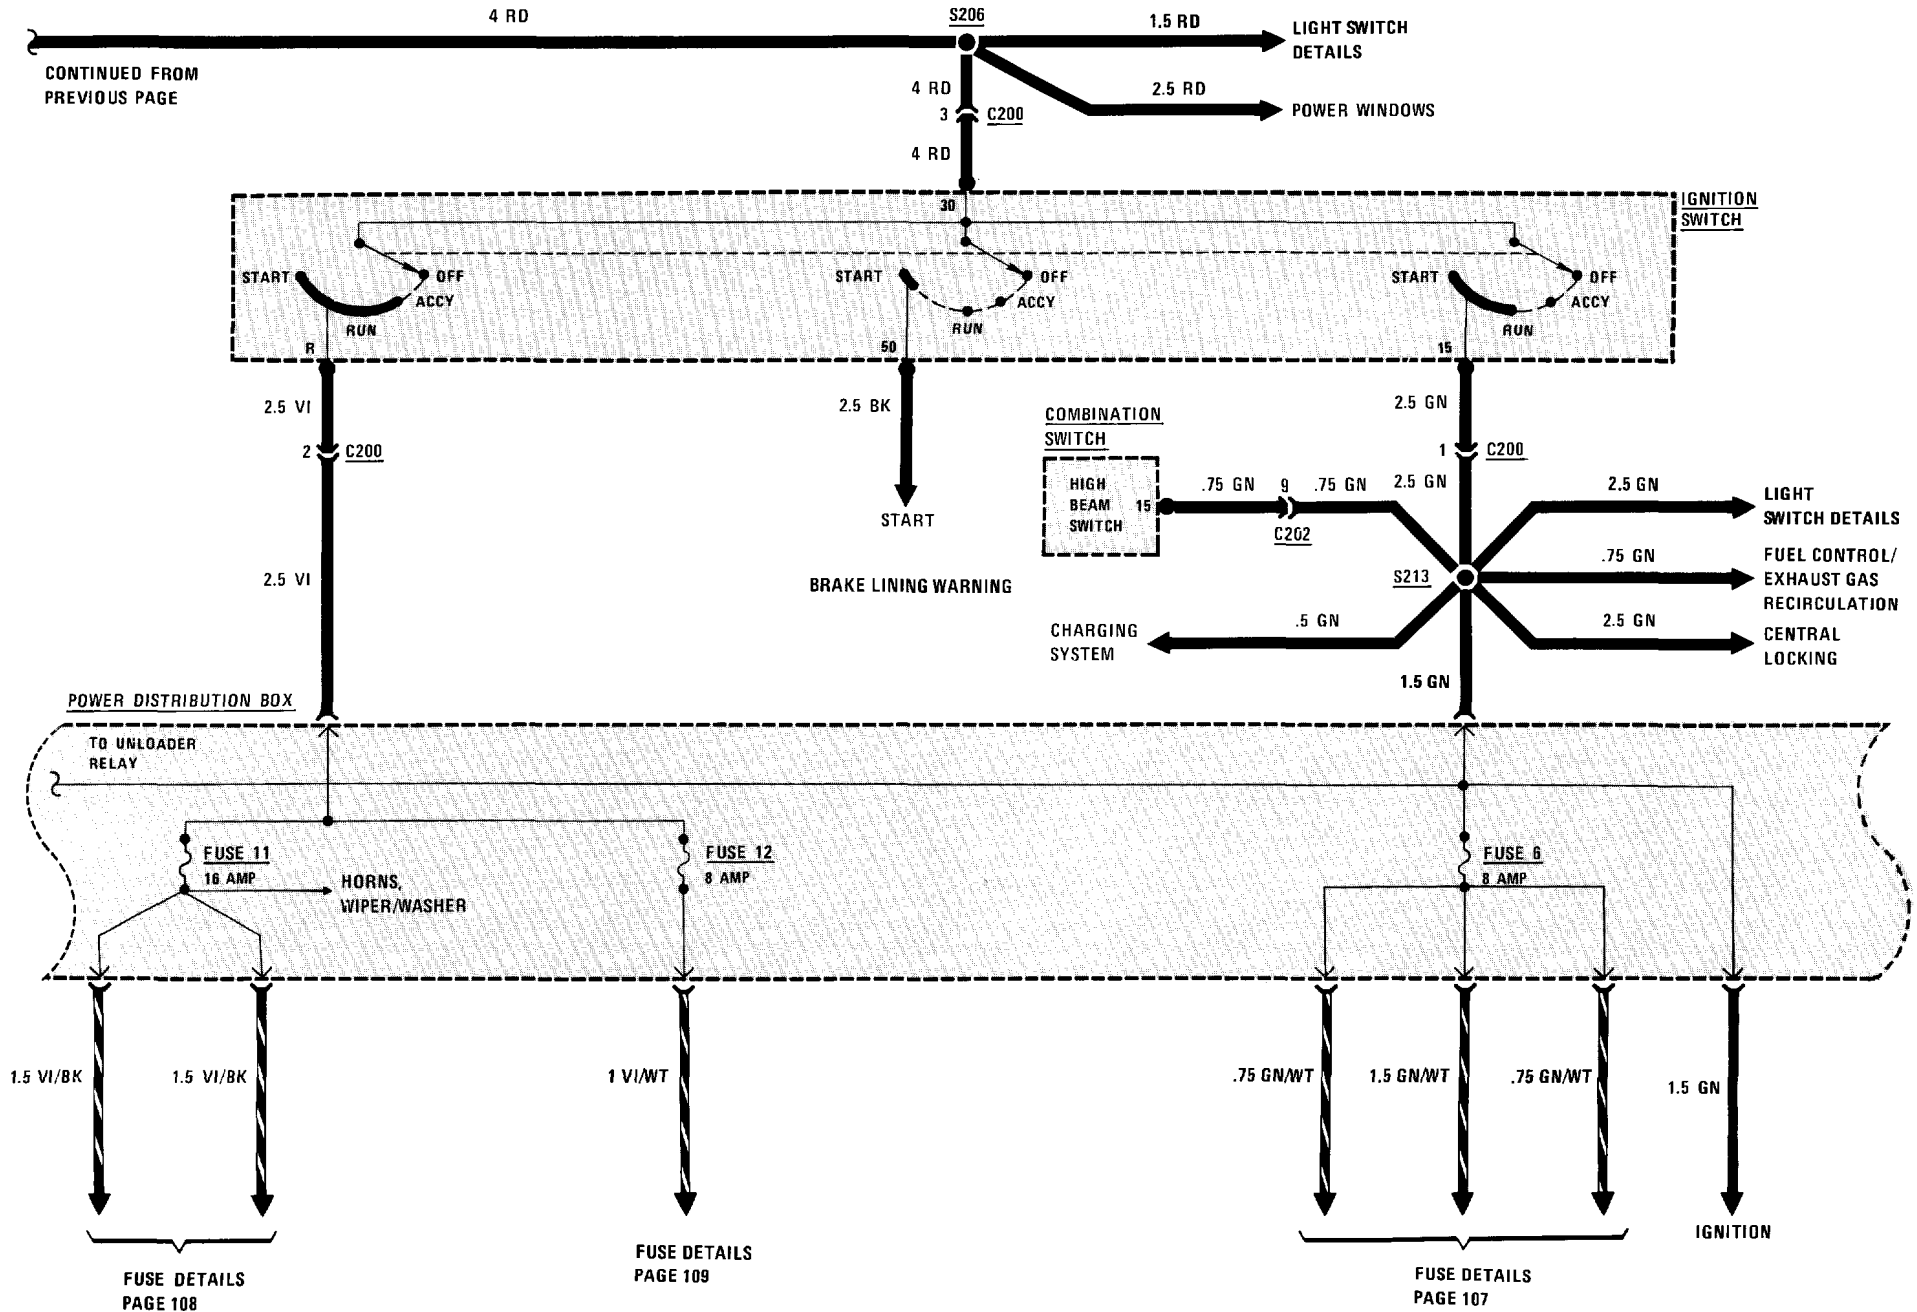 4 RD
S206
1.5 RD
LIGHT SWITCH
DETAILS
CONTINUED FROM
PREVIOUS PAGE
4 RD
2.5 RD
POWER WINDOWS
3
C200
4 RD
30
IGNITION
SWITCH
START
OFF
ACCY
RUN
START
OFF
ACCY
RUN
START
OFF
ACCY
RUN
R
50
15
2.5 VI
2.5 BK
COMBINATION
SWITCH
2.5 GN
2
C200
1
C200
HIGH
BEAM
SWITCH
15
.75 GN
9
.75 GN
2.5 GN
2.5 GN
LIGHT
SWITCH DETAILS
START
C202
2.5 VI
BRAKE LINING WARNING
S213
.75 GN
FUEL CONTROL/
EXHAUST GAS
RECIRCULATION
CHARGING
SYSTEM
.5 GN
2.5 GN
CENTRAL
LOCKING
1.5 GN
POWER DISTRIBUTION BOX
TO UNLOADER
RELAY
FUSE 11
16 AMP
HORNS,
WIPER/WASHER
FUSE 12
8 AMP
FUSE 6
8 AMP
1.5 VI/BK
1.5 VI/BK
1 VI/WT
.75 GN/WT
1.5 GN/WT
.75 GN/WT
1.5 GN
IGNITION
FUSE DETAILS
PAGE 108
FUSE DETAILS
PAGE 109
FUSE DETAILS
PAGE 107